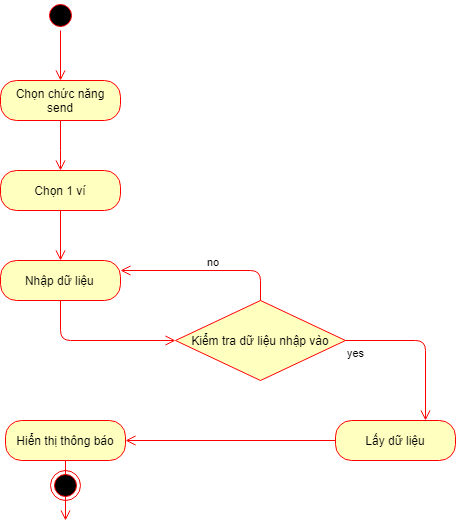 Chọn chức năng
send
Chọn 1 ví
Nhập dữ liệu
no
Kiểm tra dữ liệu nhập vào
yes
Hiển thị thông báo
Lấy dữ liệu